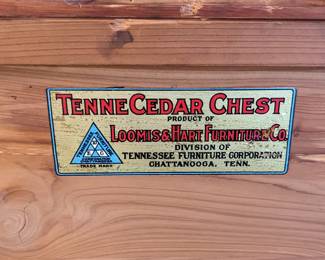 TENNECEDAR CHEST
PRODUCT OF
LOOMIS & HART FURNITURE CO.
DIVISION OF
TENNESSEE FURNITURE CORPORATION
CHATTANOOGA, TENN.
TRADE MARK